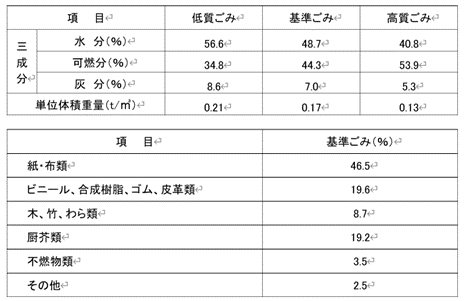 項　目 低質ごみ 基準ごみ 高質ごみ
三成分
水　分（%） 56.6 48.7 40.8
可燃分（%） 34.8 44.3 53.9
灰　分（%） 8.6 7.0 5.3
単位体積重量（t/㎥） 0.21 0.17 0.13
項　目 基準ごみ（%）
紙・布類 46.5
ビニール、合成樹脂、ゴム、皮革類 19.6
木、竹、わら類 8.7
厨芥類 19.2
不燃物類 3.5
その他 2.5